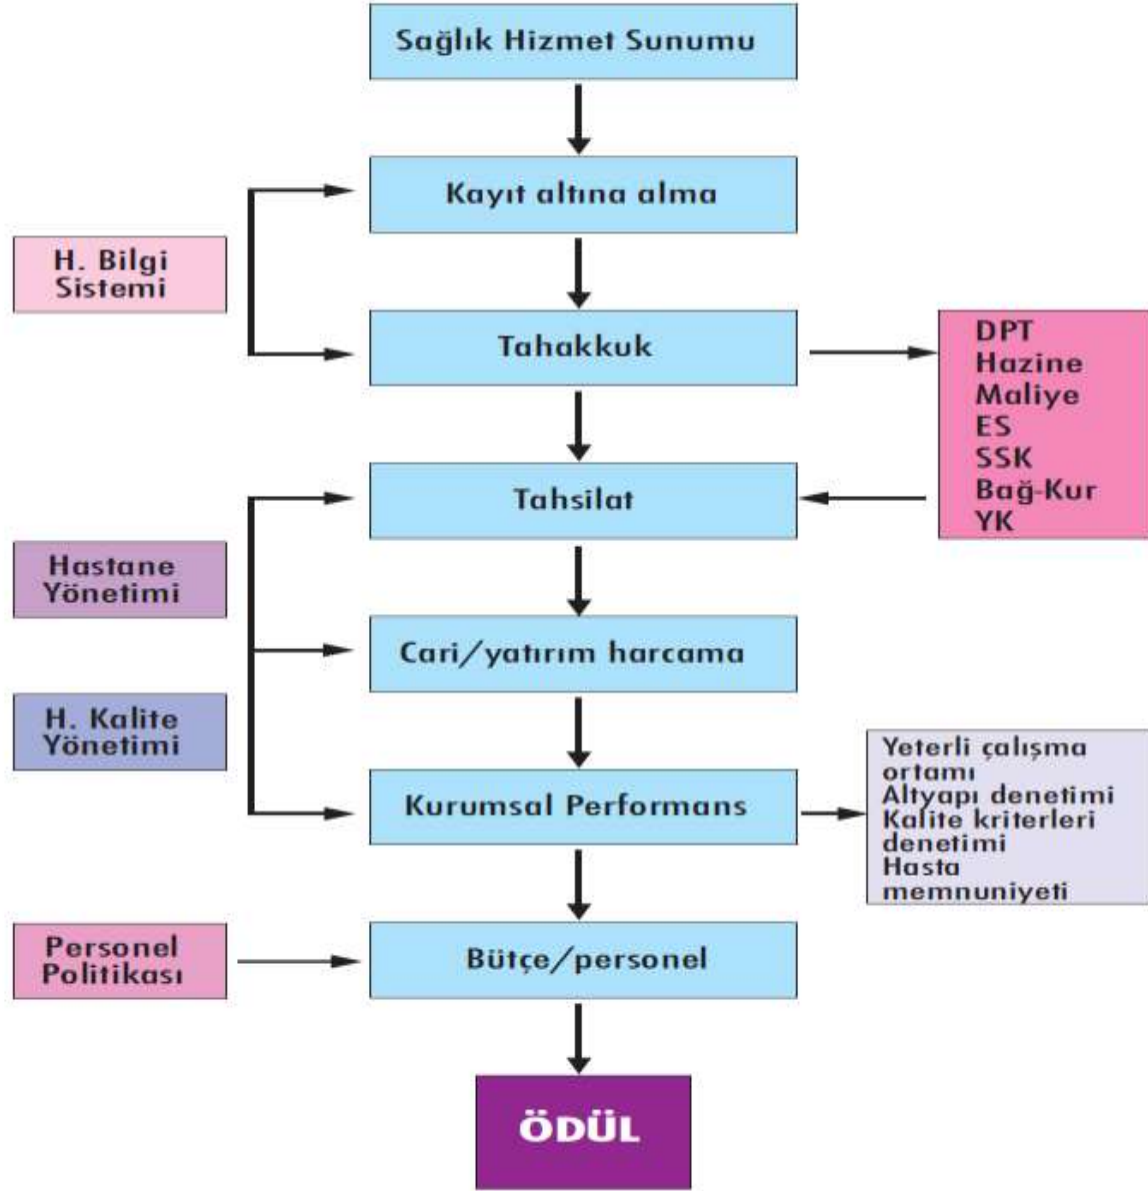 Sağlık Hizmet Sunumu
Kayıt altına alma
H. Bilgi
Sistemi
Tahakkuk
DPT
Hazine
Maliye
ES
SSK
Bağ-Kur
YK
Tahsilat
Hastane
Yönetimi
Cari/yatırım harcama
H. Kalite
Yönetimi
Kurumsal Performans
Yeterli çalışma
ortamı
Altyapı denetimi
Kalite kriterleri
denetimi
Hasta
memnuniyeti
Personel
Politikası
Bütçe/personel
ÖDÜL